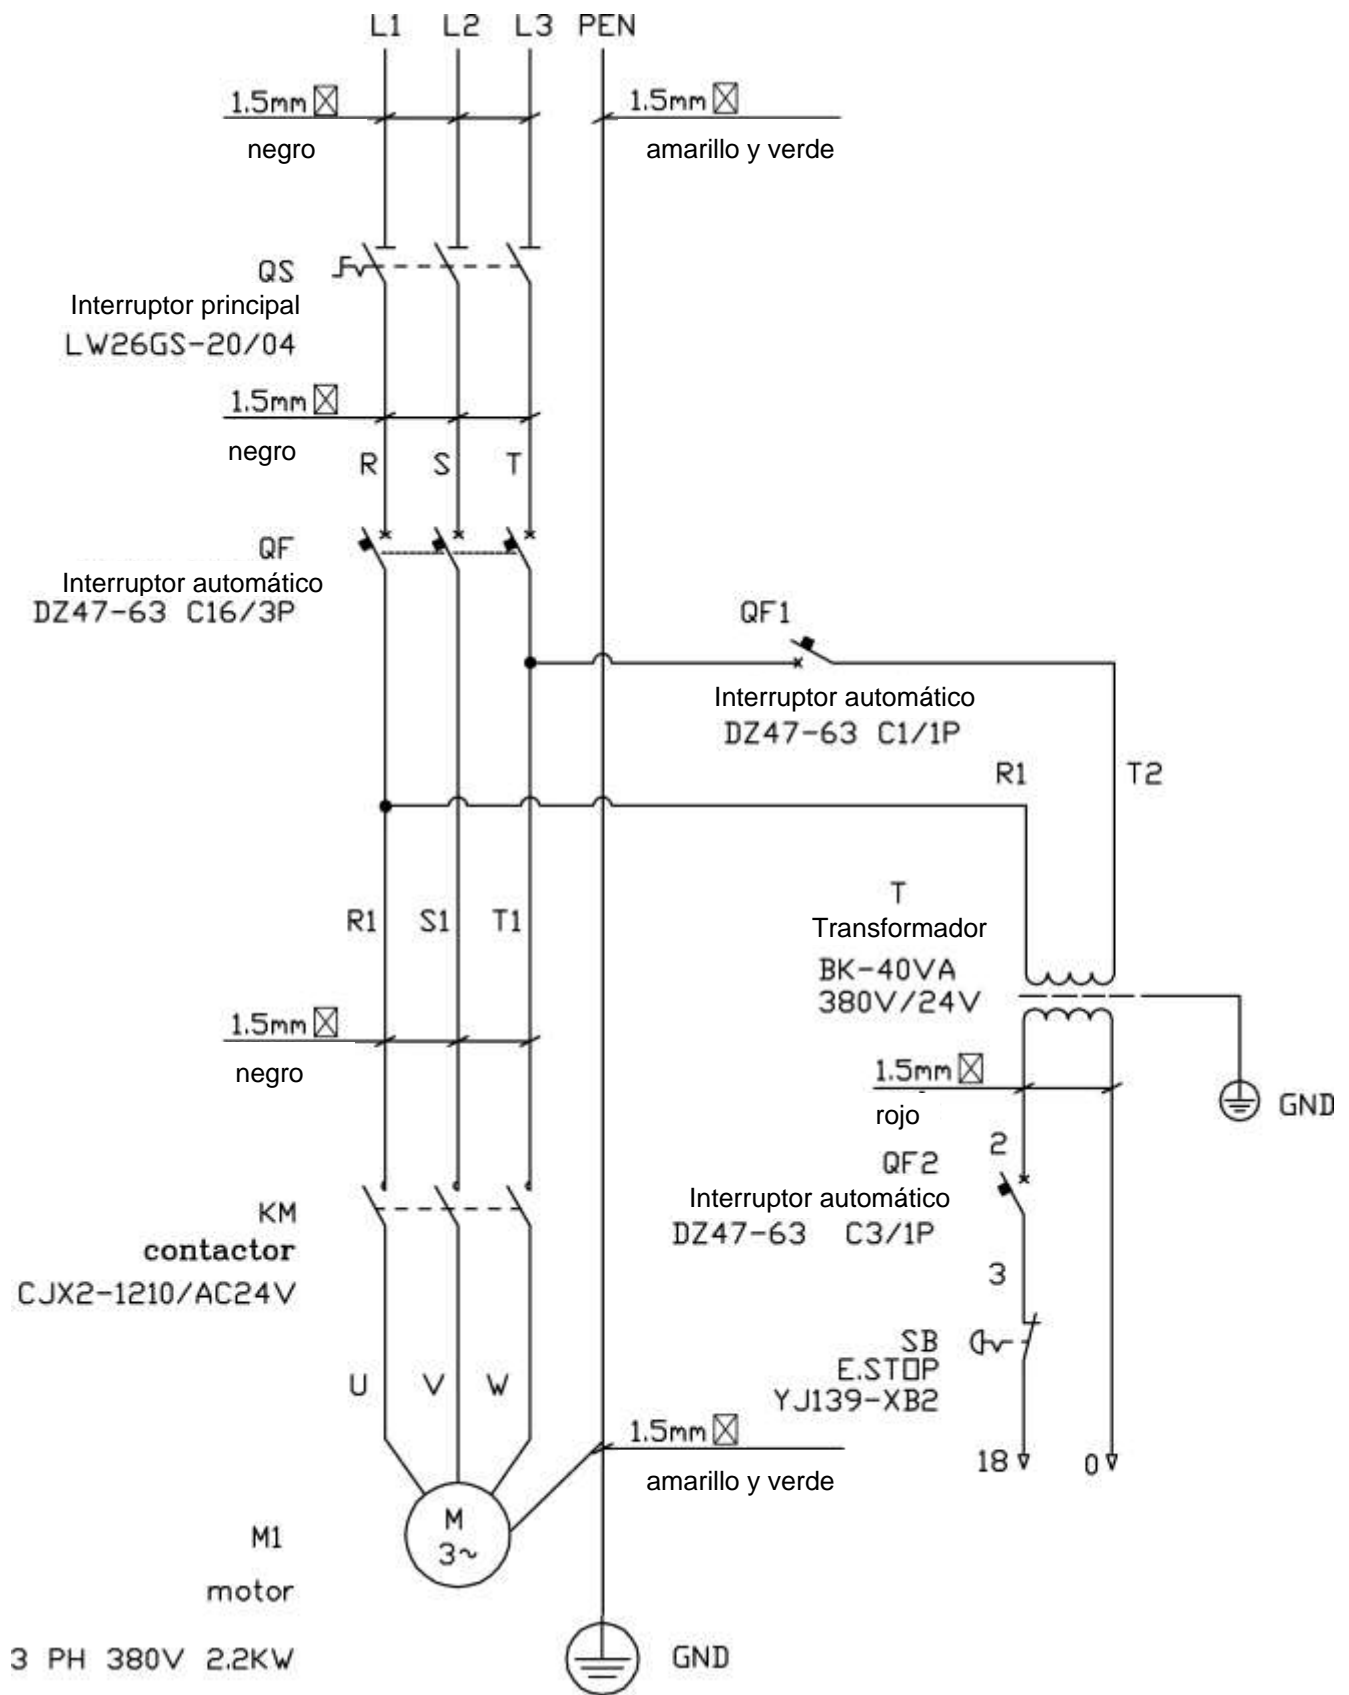 L1 L2 L3 PEN
1.5mm 1.5mm
negro amarillo y verde
QS
Interruptor principal
LW26GS-20/04
1.5mm
negro
R S T
QF
Interruptor automático
DZ47-63 C16/3P
QF1
Interruptor automático
DZ47-63 C1/1P
R1 T2
T
Transformador
BK-40VA
380V/24V
R1 S1 T1
1.5mm
negro
1.5mm
rojo
GND
2
QF2
Interruptor automático
DZ47-63 C3/1P
KM
contactor
CJX2-1210/AC24V
3
SB
E.STOP
YJ139-XB2
U V W
1.5mm
amarillo y verde
18 0
M
3~
M1
motor
3 PH 380V 2.2KW
GND